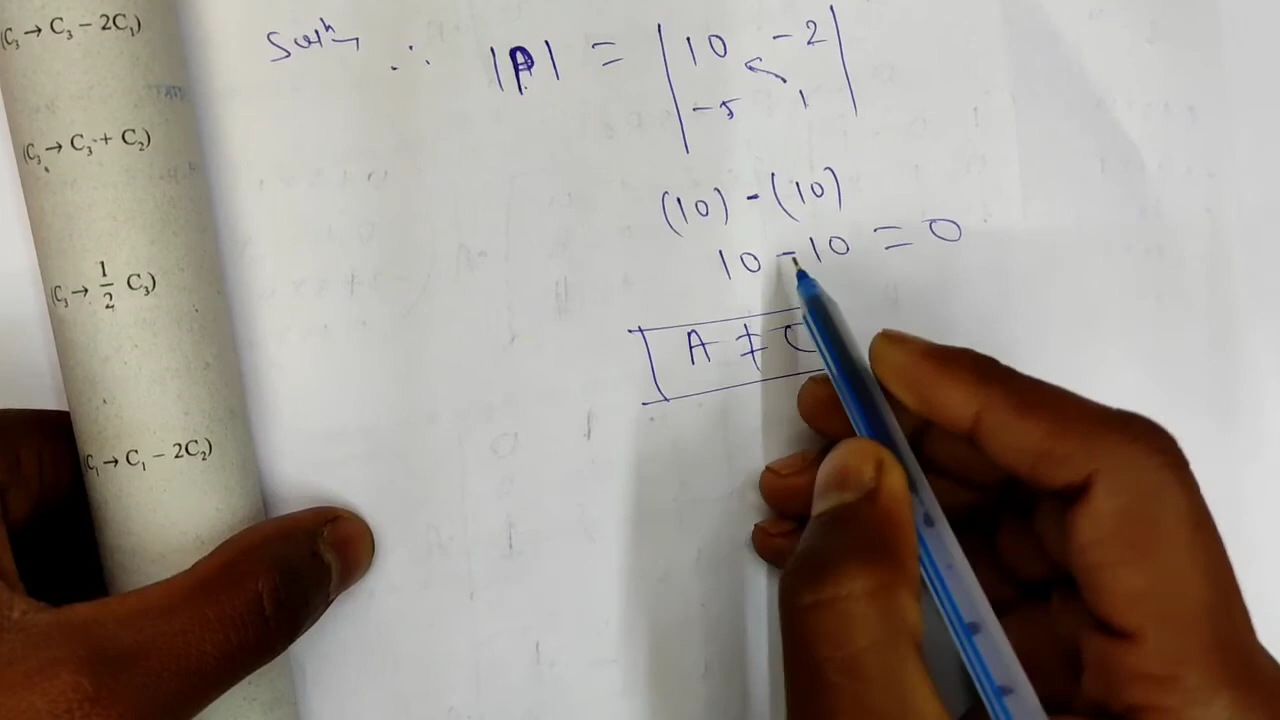 (C₃ → C₃ − 2C₁)
(C₃ → C₃ + C₂)
(C₃ → 1/2 C₃)
(C₁ → C₁ − 2C₂)
Solⁿ ∴ |P| = | 10 -2 |
| -5 1 |
(10) - (10)
10 - 10 = 0
A ≠